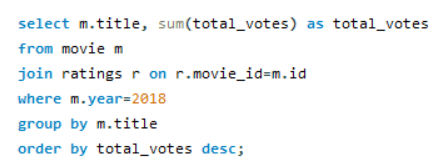 select m.title, sum(total_votes) as total_votes
from movie m
join ratings r on r.movie_id=m.id
where m.year=2018
group by m.title
order by total_votes desc;